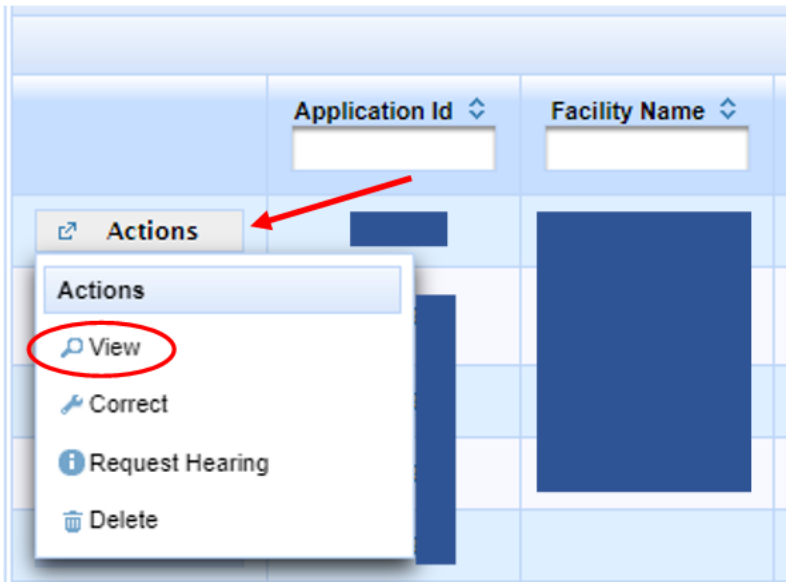 Application Id
Facility Name
Actions
Actions
View
Correct
Request Hearing
Delete